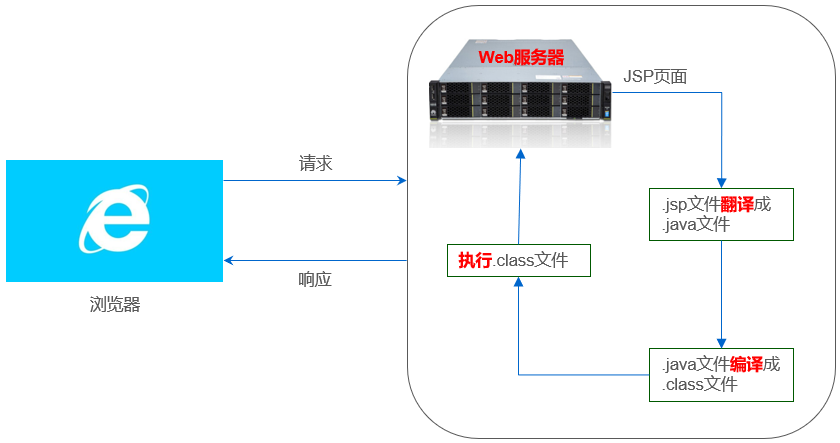 Web服务器
JSP页面
请求
.jsp文件翻译成
.java文件
执行.class文件
响应
浏览器
.java文件编译成
.class文件